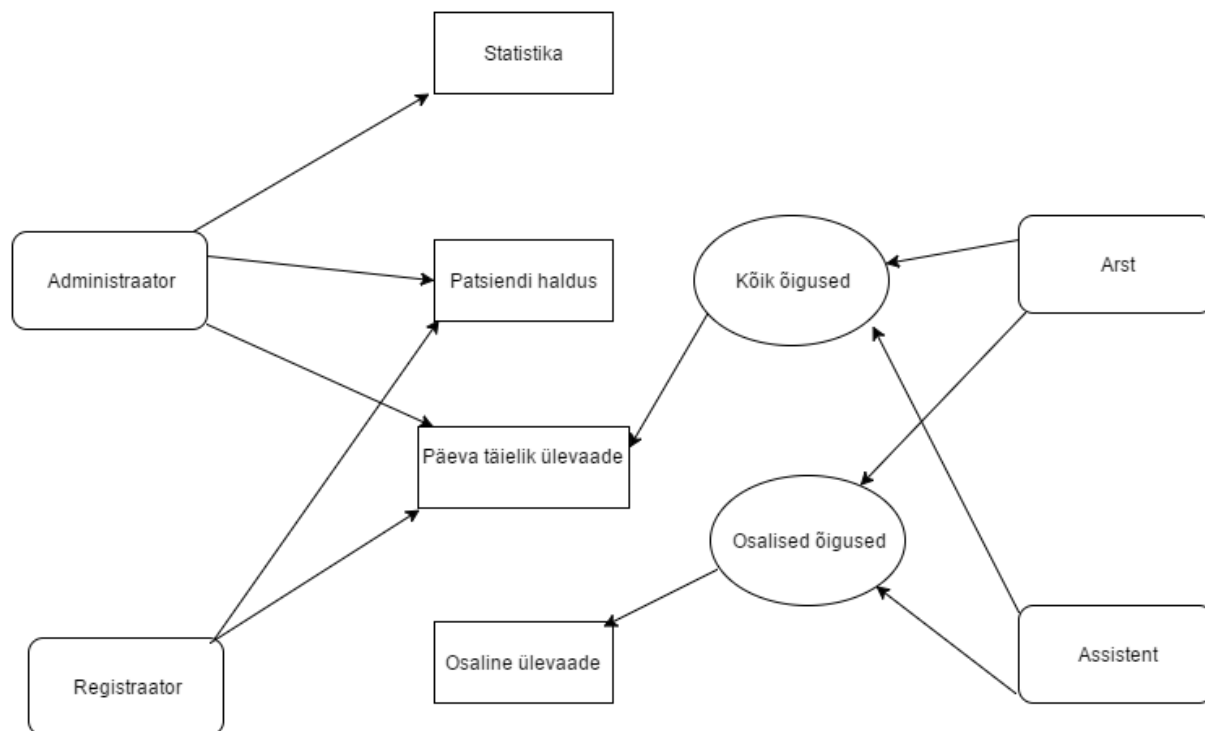 Statistika
Administraator
Patsiendi haldus
Kõik õigused
Arst
Päeva täielik ülevaade
Osalised õigused
Registraator
Osaline ülevaade
Assistent